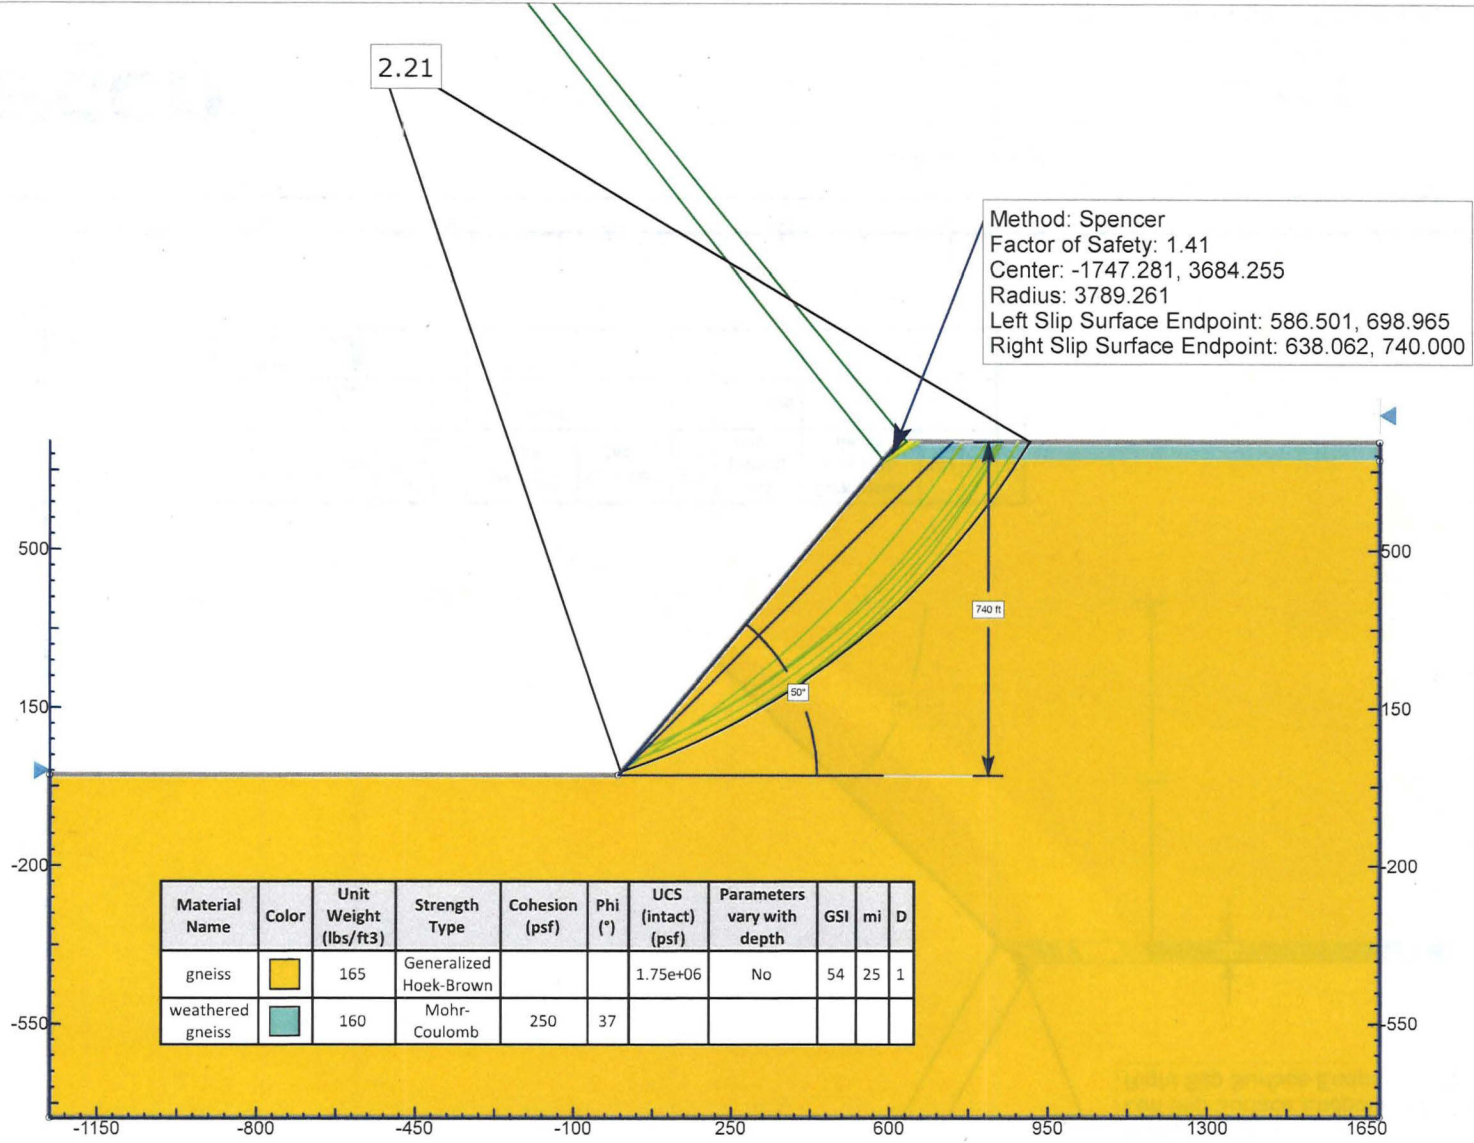 2.21
Method: Spencer
Factor of Safety: 1.41
Center: -1747.281, 3684.255
Radius: 3789.261
Left Slip Surface Endpoint: 586.501, 698.965
Right Slip Surface Endpoint: 638.062, 740.000
500
500
740 ft
50°
150
150
-200
-200
Material Name Color Unit Weight (lbs/ft3) Strength Type Cohesion (psf) Phi (°) UCS (intact) (psf) Parameters vary with depth GSI mi D
gneiss 165 Generalized Hoek-Brown 1.75e+06 No 54 25 1
weathered gneiss 160 Mohr-Coulomb 250 37
-550
-550
-1150 -800 -450 -100 250 600 950 1300 1650